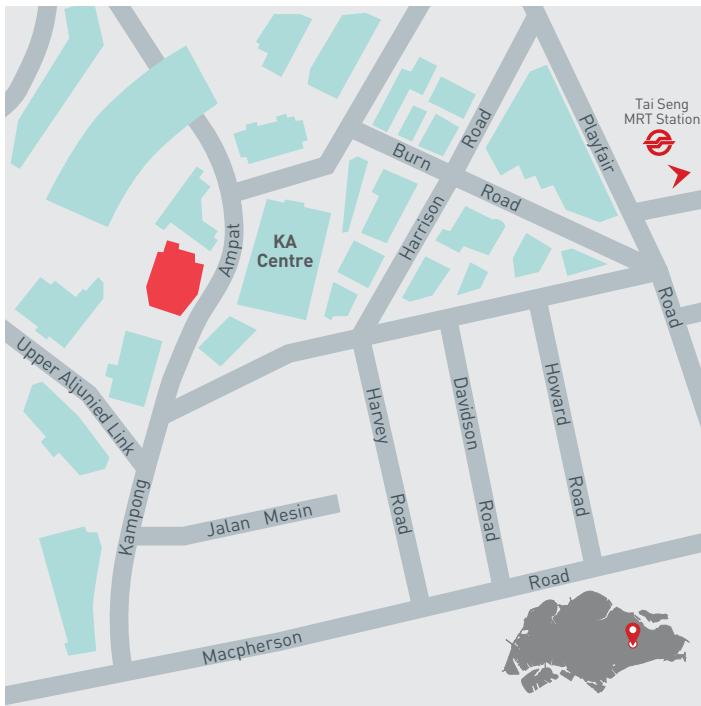 Tai Seng
MRT Station
Playfair
Road
Burn
Road
Harrison
Road
Ampat
KA
Centre
Upper Aljunied Link
Kampong
Harvey
Road
Davidson
Road
Howard
Road
Jalan Mesin
Macpherson
Road